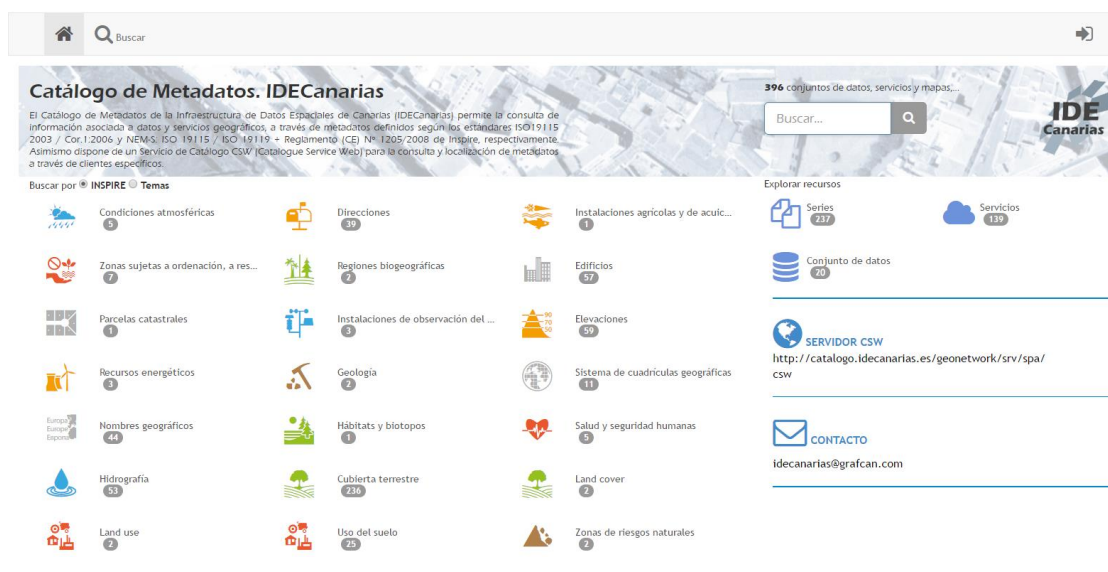 Buscar
Catálogo de Metadatos. IDECanarias
El Catálogo de Metadatos de la Infraestructura de Datos Espaciales de Canarias (IDECanarias) permite la consulta de
información asociada a datos y servicios geográficos, a través de metadatos definidos según los estándares ISO19115
2003 / Cor.1:2006 y NEM-S: ISO 19115 / ISO 19119 + Reglamento (CE) Nº 1205/2008 de Inspire, respectivamente.
Asimismo dispone de un Servicio de Catálogo CSW (Catalogue Service Web) para la consulta y localización de metadatos
a través de clientes específicos.
396 conjuntos de datos, servicios y mapas,...
Buscar...
IDE
Canarias
Buscar por INSPIRE Temas
Condiciones atmosféricas
5
Direcciones
39
Instalaciones agrícolas y de acuic...
1
Zonas sujetas a ordenación, a res...
7
Regiones biogeográficas
2
Edificios
57
Parcelas catastrales
1
Instalaciones de observación del ...
3
90
70
50
Elevaciones
59
Recursos energéticos
3
Geología
2
Sistema de cuadrículas geográficas
11
Europa
Europe
Nombres geográficos
44
Hábitats y biotopos
1
Salud y seguridad humanas
5
Hidrografía
53
Cubierta terrestre
236
Land cover
2
Land use
2
Uso del suelo
25
Zonas de riesgos naturales
2
Explorar recursos
Series
237
Servicios
139
Conjunto de datos
20
SERVIDOR CSW
http://catalogo.idecanarias.es/geonetwork/srv/spa/
csw
CONTACTO
idecanarias@grafcan.com